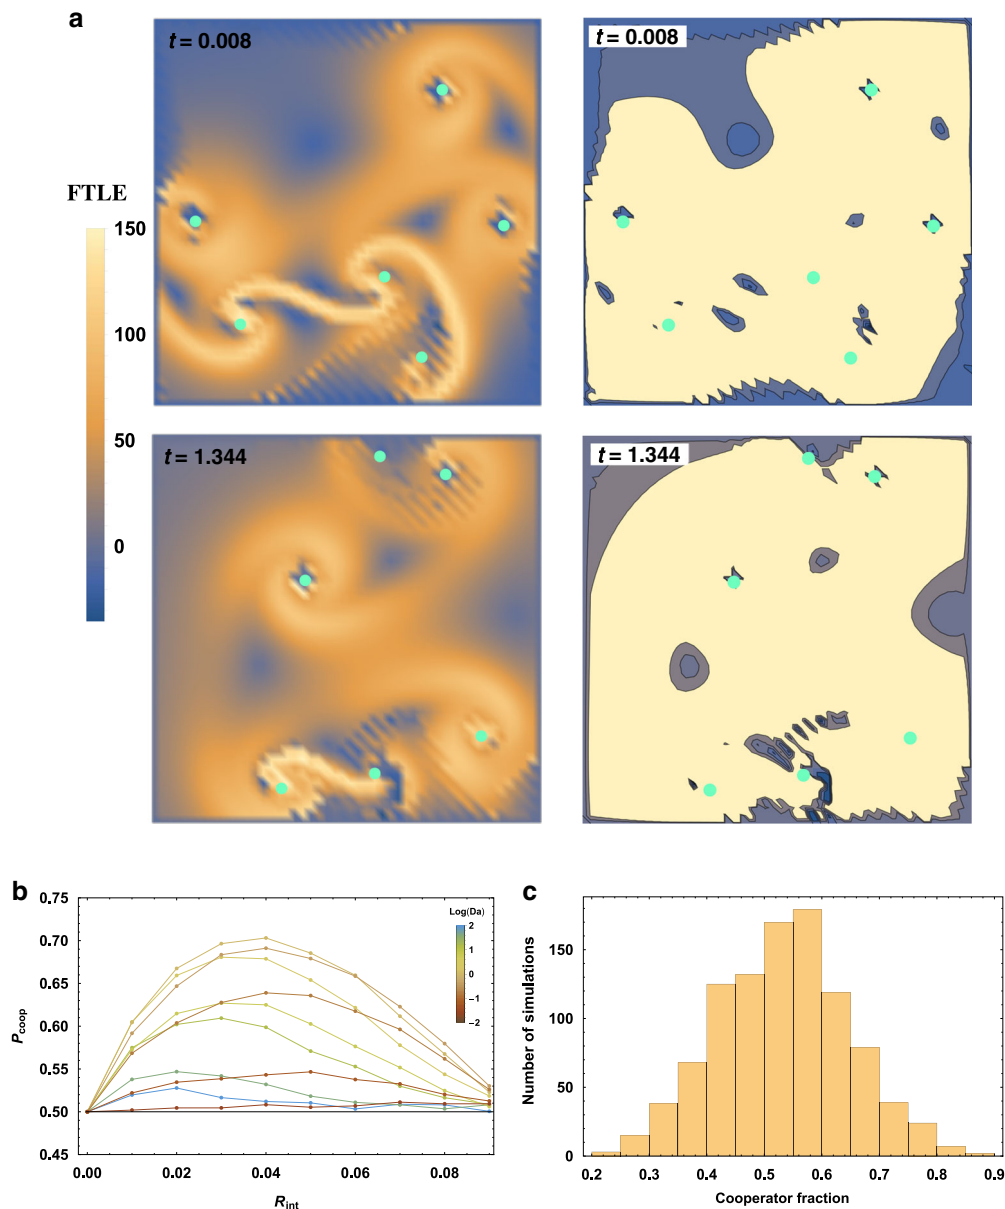 a
t = 0.008
t = 0.008
FTLE
150
100
50
0
t = 1.344
t = 1.344
b
0.75
0.70
0.65
0.60
0.55
0.50
0.45
P_coop
0.00
0.02
0.04
0.06
0.08
R_int
Log(Da)
2
1
0
−1
−2
c
150
100
50
0
Number of simulations
0.2
0.3
0.4
0.5
0.6
0.7
0.8
0.9
Cooperator fraction